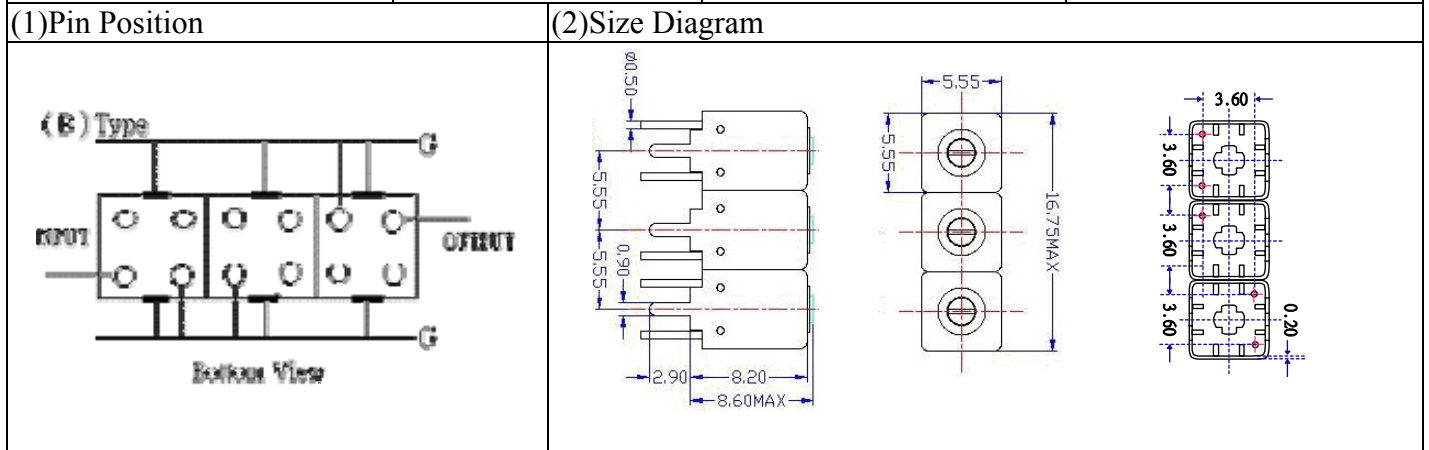 (1)Pin Position
(2)Size Diagram
(B) Type
G
INPUT
OUTPUT
G
Bottom View
ø0.50
5.55
5.55
0.90
2.90
8.20
8.60MAX
5.55
5.55
16.75MAX
3.60
3.60
3.60
3.60
0.20